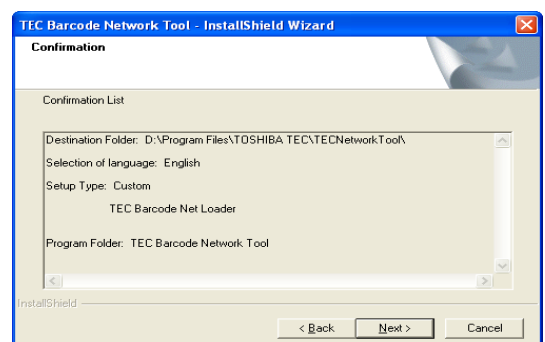 TEC Barcode Network Tool - InstallShield Wizard
Confirmation
Confirmation List
Destination Folder: D:\Program Files\TOSHIBA TEC\TECNetworkTool\
Selection of language: English
Setup Type: Custom
TEC Barcode Net Loader
Program Folder: TEC Barcode Network Tool
InstallShield
< Back Next > Cancel